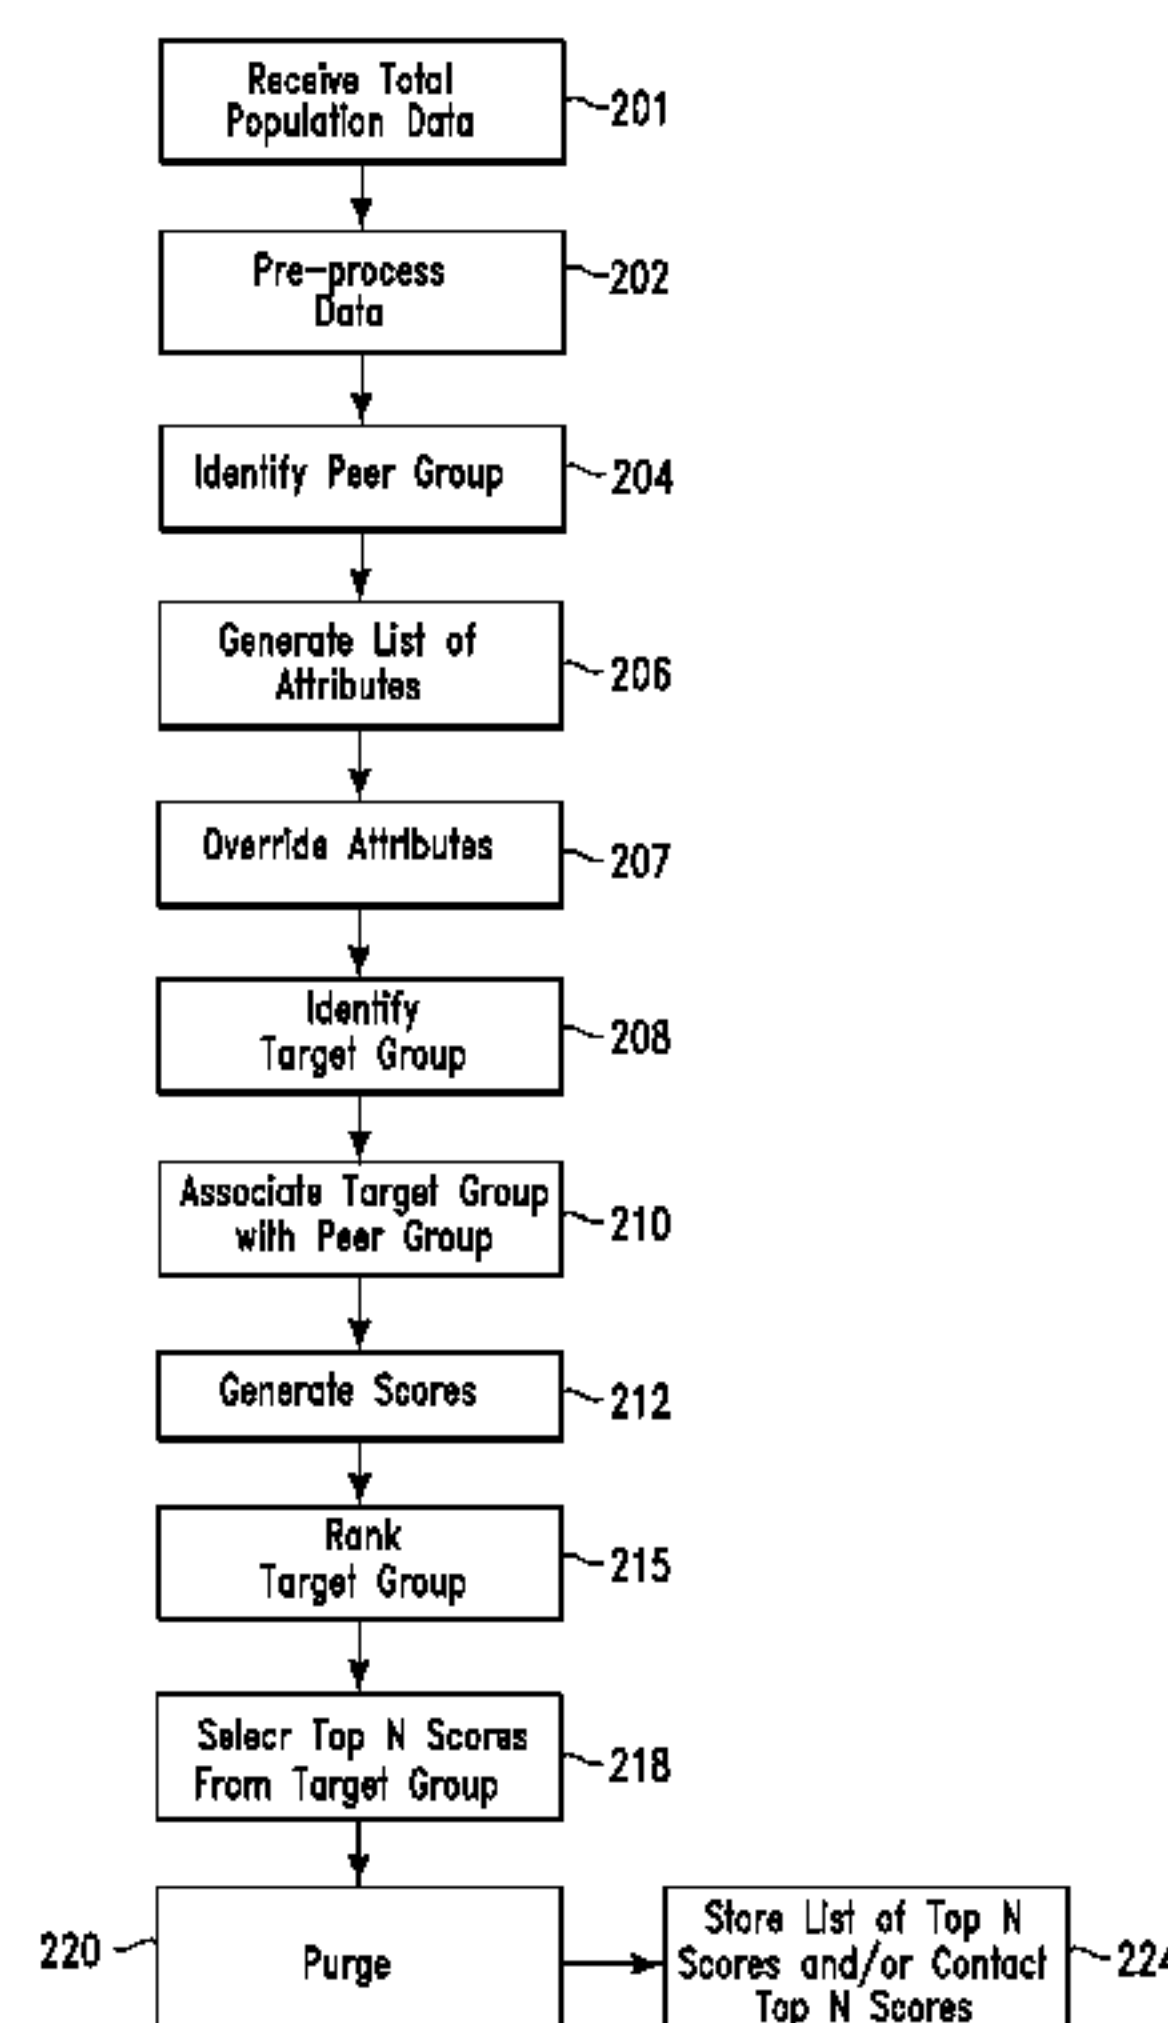 Receive Total
Population Data
201
Pre-process
Data
202
Identify Peer Group
204
Generate List of
Attributes
206
Override Attributes
207
Identify
Target Group
208
Associate Target Group
with Peer Group
210
Generate Scores
212
Rank
Target Group
215
Selecr Top N Scores
From Target Group
218
220
Purge
Store List of Top N
Scores and/or Contact
Top N Scores
224